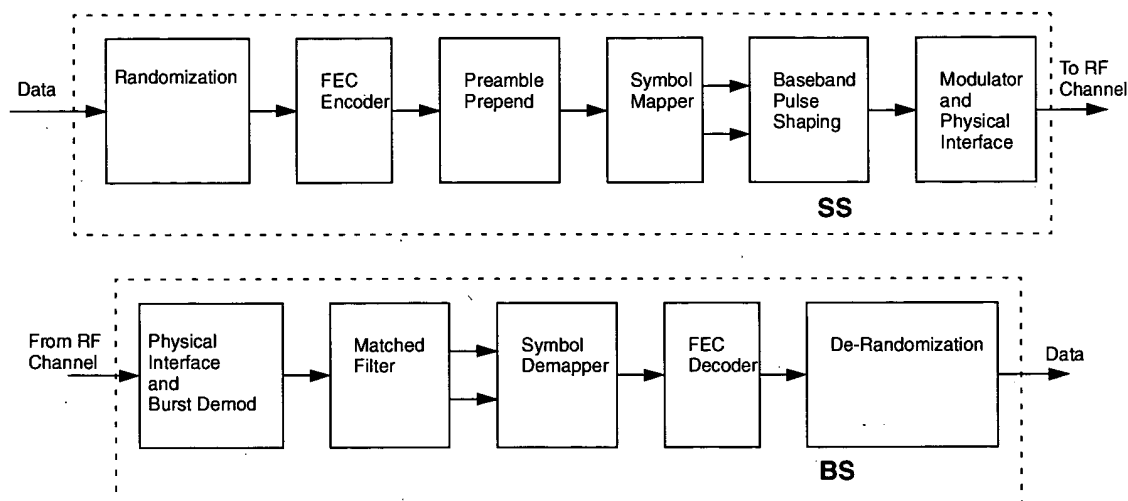 Data
Randomization
FEC
Encoder
Preamble
Prepend
Symbol
Mapper
Baseband
Pulse
Shaping
Modulator
and
Physical
Interface
To RF
Channel
SS
From RF
Channel
Physical
Interface
and
Burst Demod
Matched
Filter
Symbol
Demapper
FEC
Decoder
De-Randomization
Data
BS